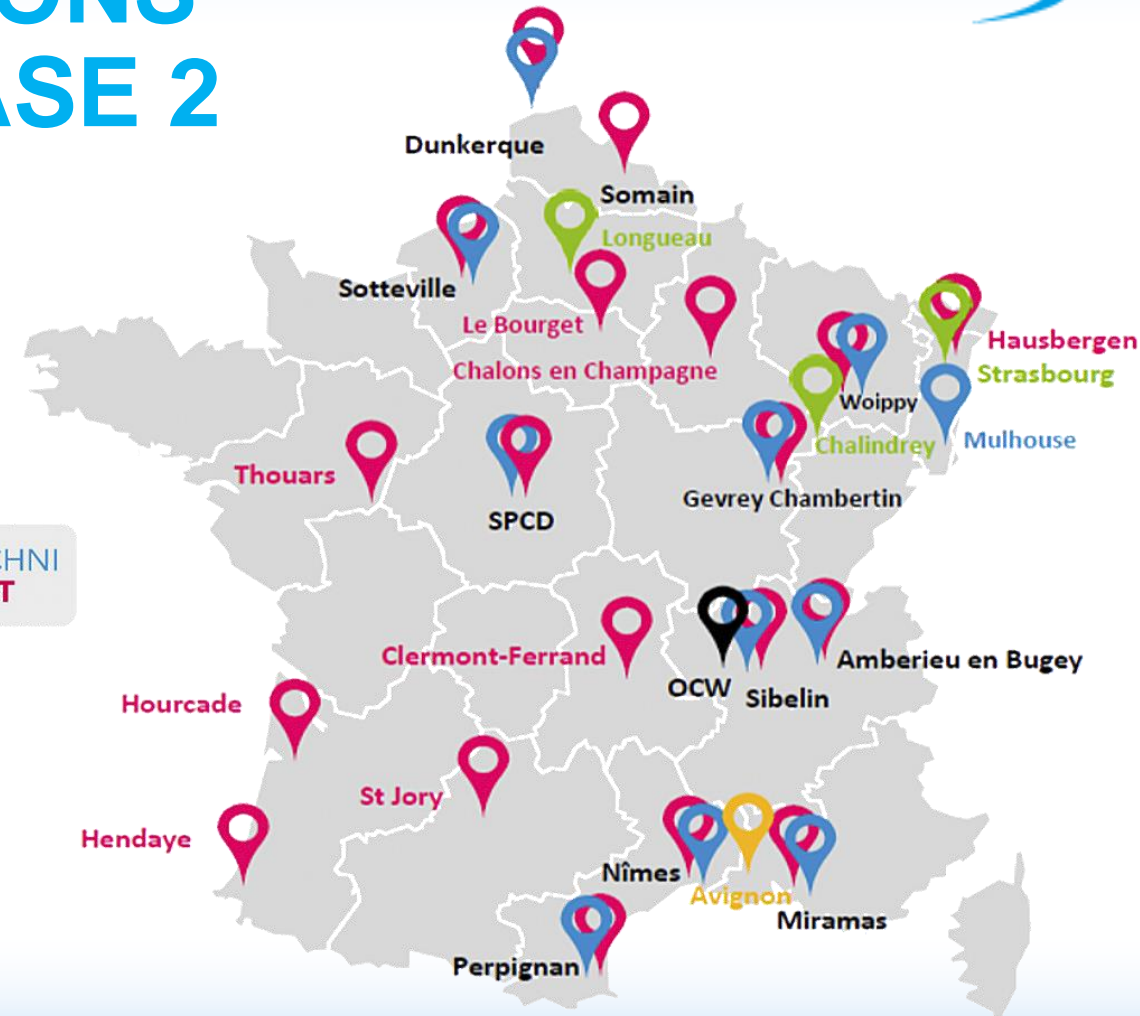 ASE 2
Dunkerque
Somain
Longueau
Sotteville
Le Bourget
Hausbergen
Chalons en Champagne
Strasbourg
Woippy
Chalindrey
Mulhouse
Thouars
Gevrey Chambertin
SPCD
CHNI
T
Clermont-Ferrand
Amberieu en Bugey
OCW
Sibelin
Hourcade
St Jory
Hendaye
Nîmes
Avignon
Miramas
Perpignan